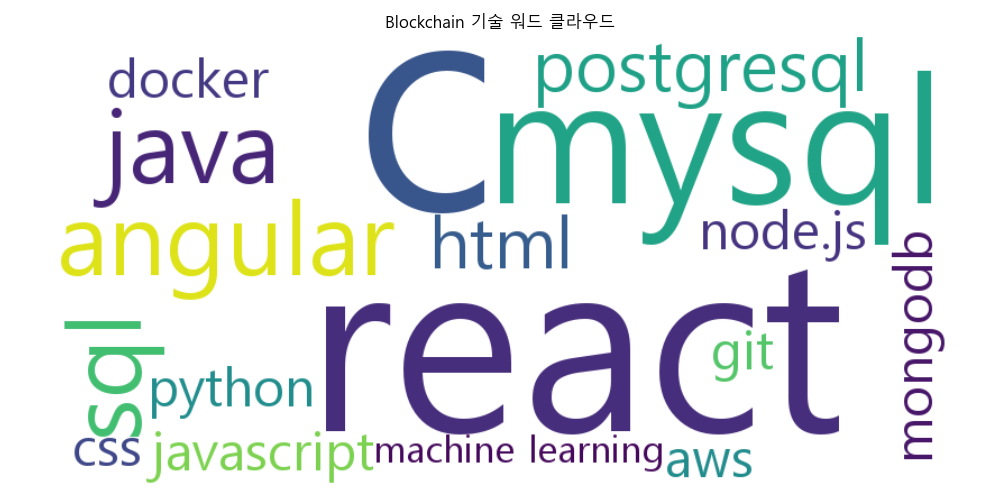 Blockchain 기술 워드 클라우드
docker
C
postgresql
java
mysql
angular
html
node.js
react
mongodb
sql
git
python
css
javascript
machine learning
aws